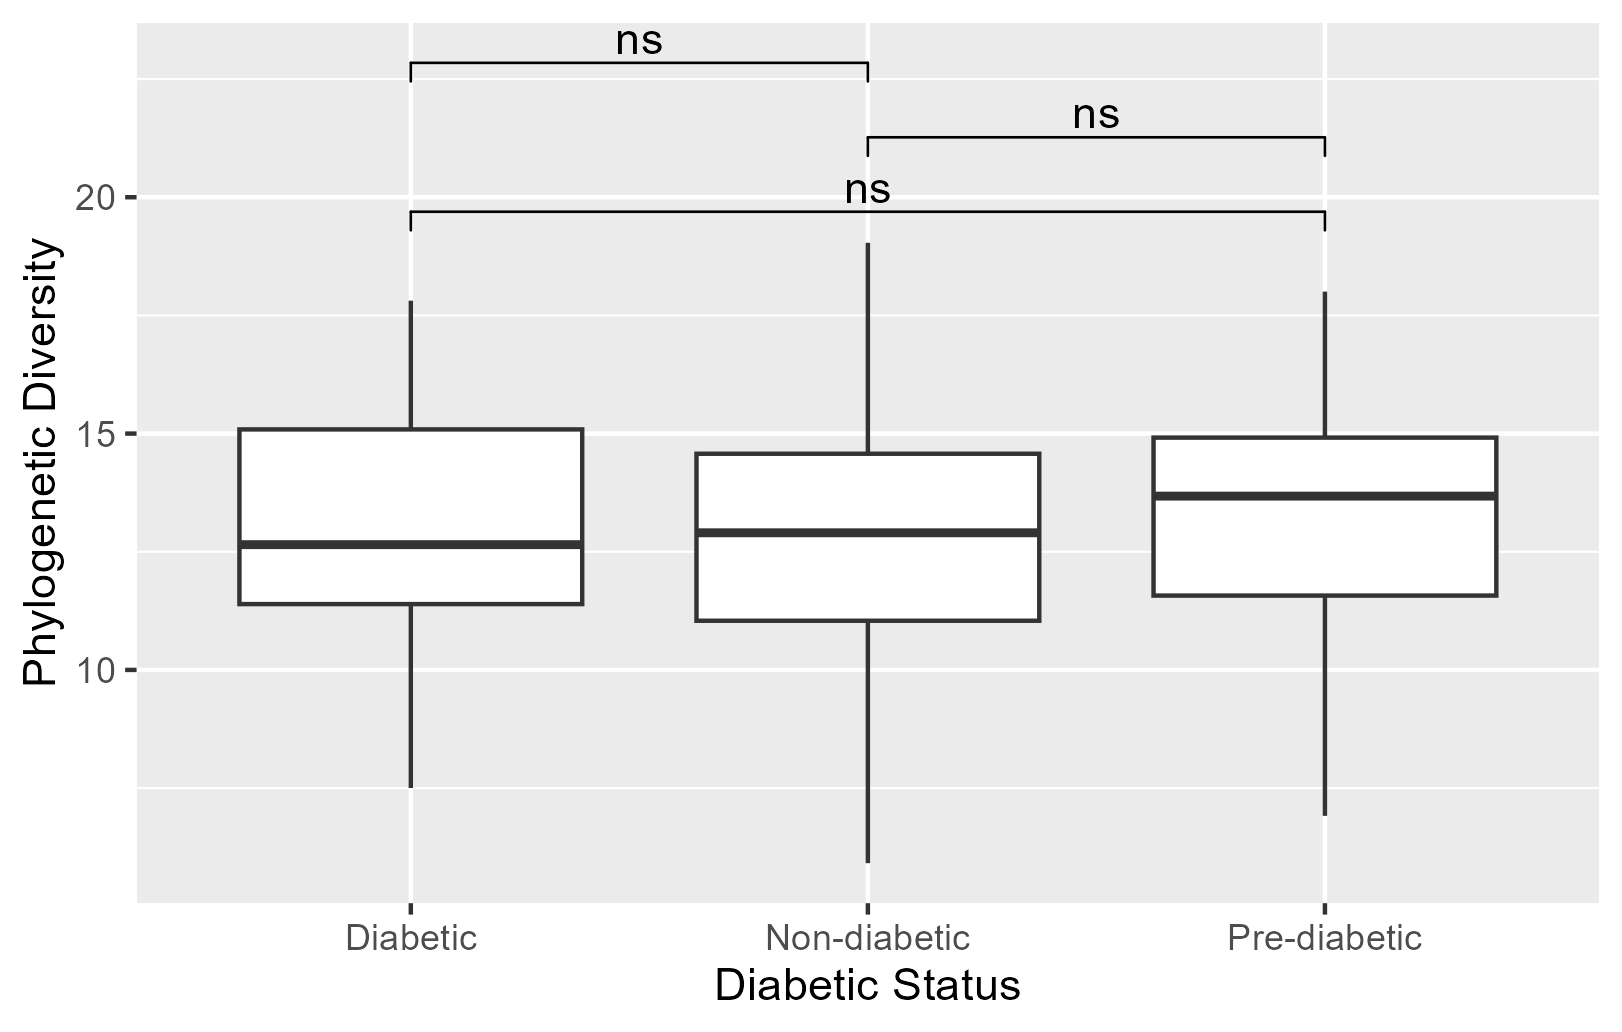 ns
ns
ns
Phylogenetic Diversity
20
15
10
Diabetic
Non-diabetic
Pre-diabetic
Diabetic Status